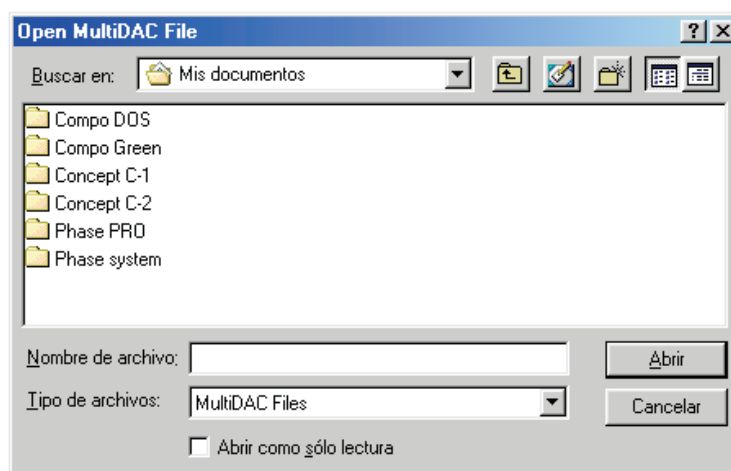 Open MultiDAC File
Buscar en: Mis documentos
Compo DOS
Compo Green
Concept C-1
Concept C-2
Phase PRO
Phase system
Nombre de archivo: Abrir
Tipo de archivos: MultiDAC Files Cancelar
Abrir como sólo lectura